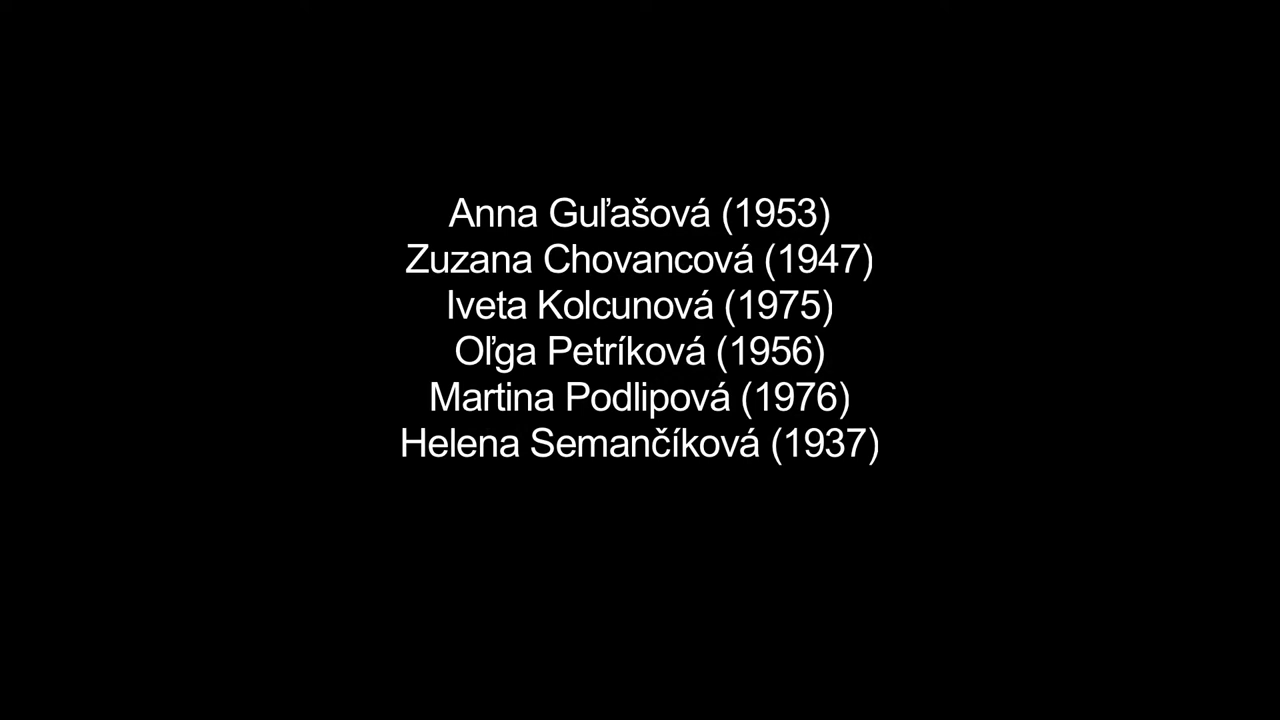 Anna Guľašová (1953)
Zuzana Chovancová (1947)
Iveta Kolcunová (1975)
Oľga Petríková (1956)
Martina Podlipová (1976)
Helena Semančíková (1937)